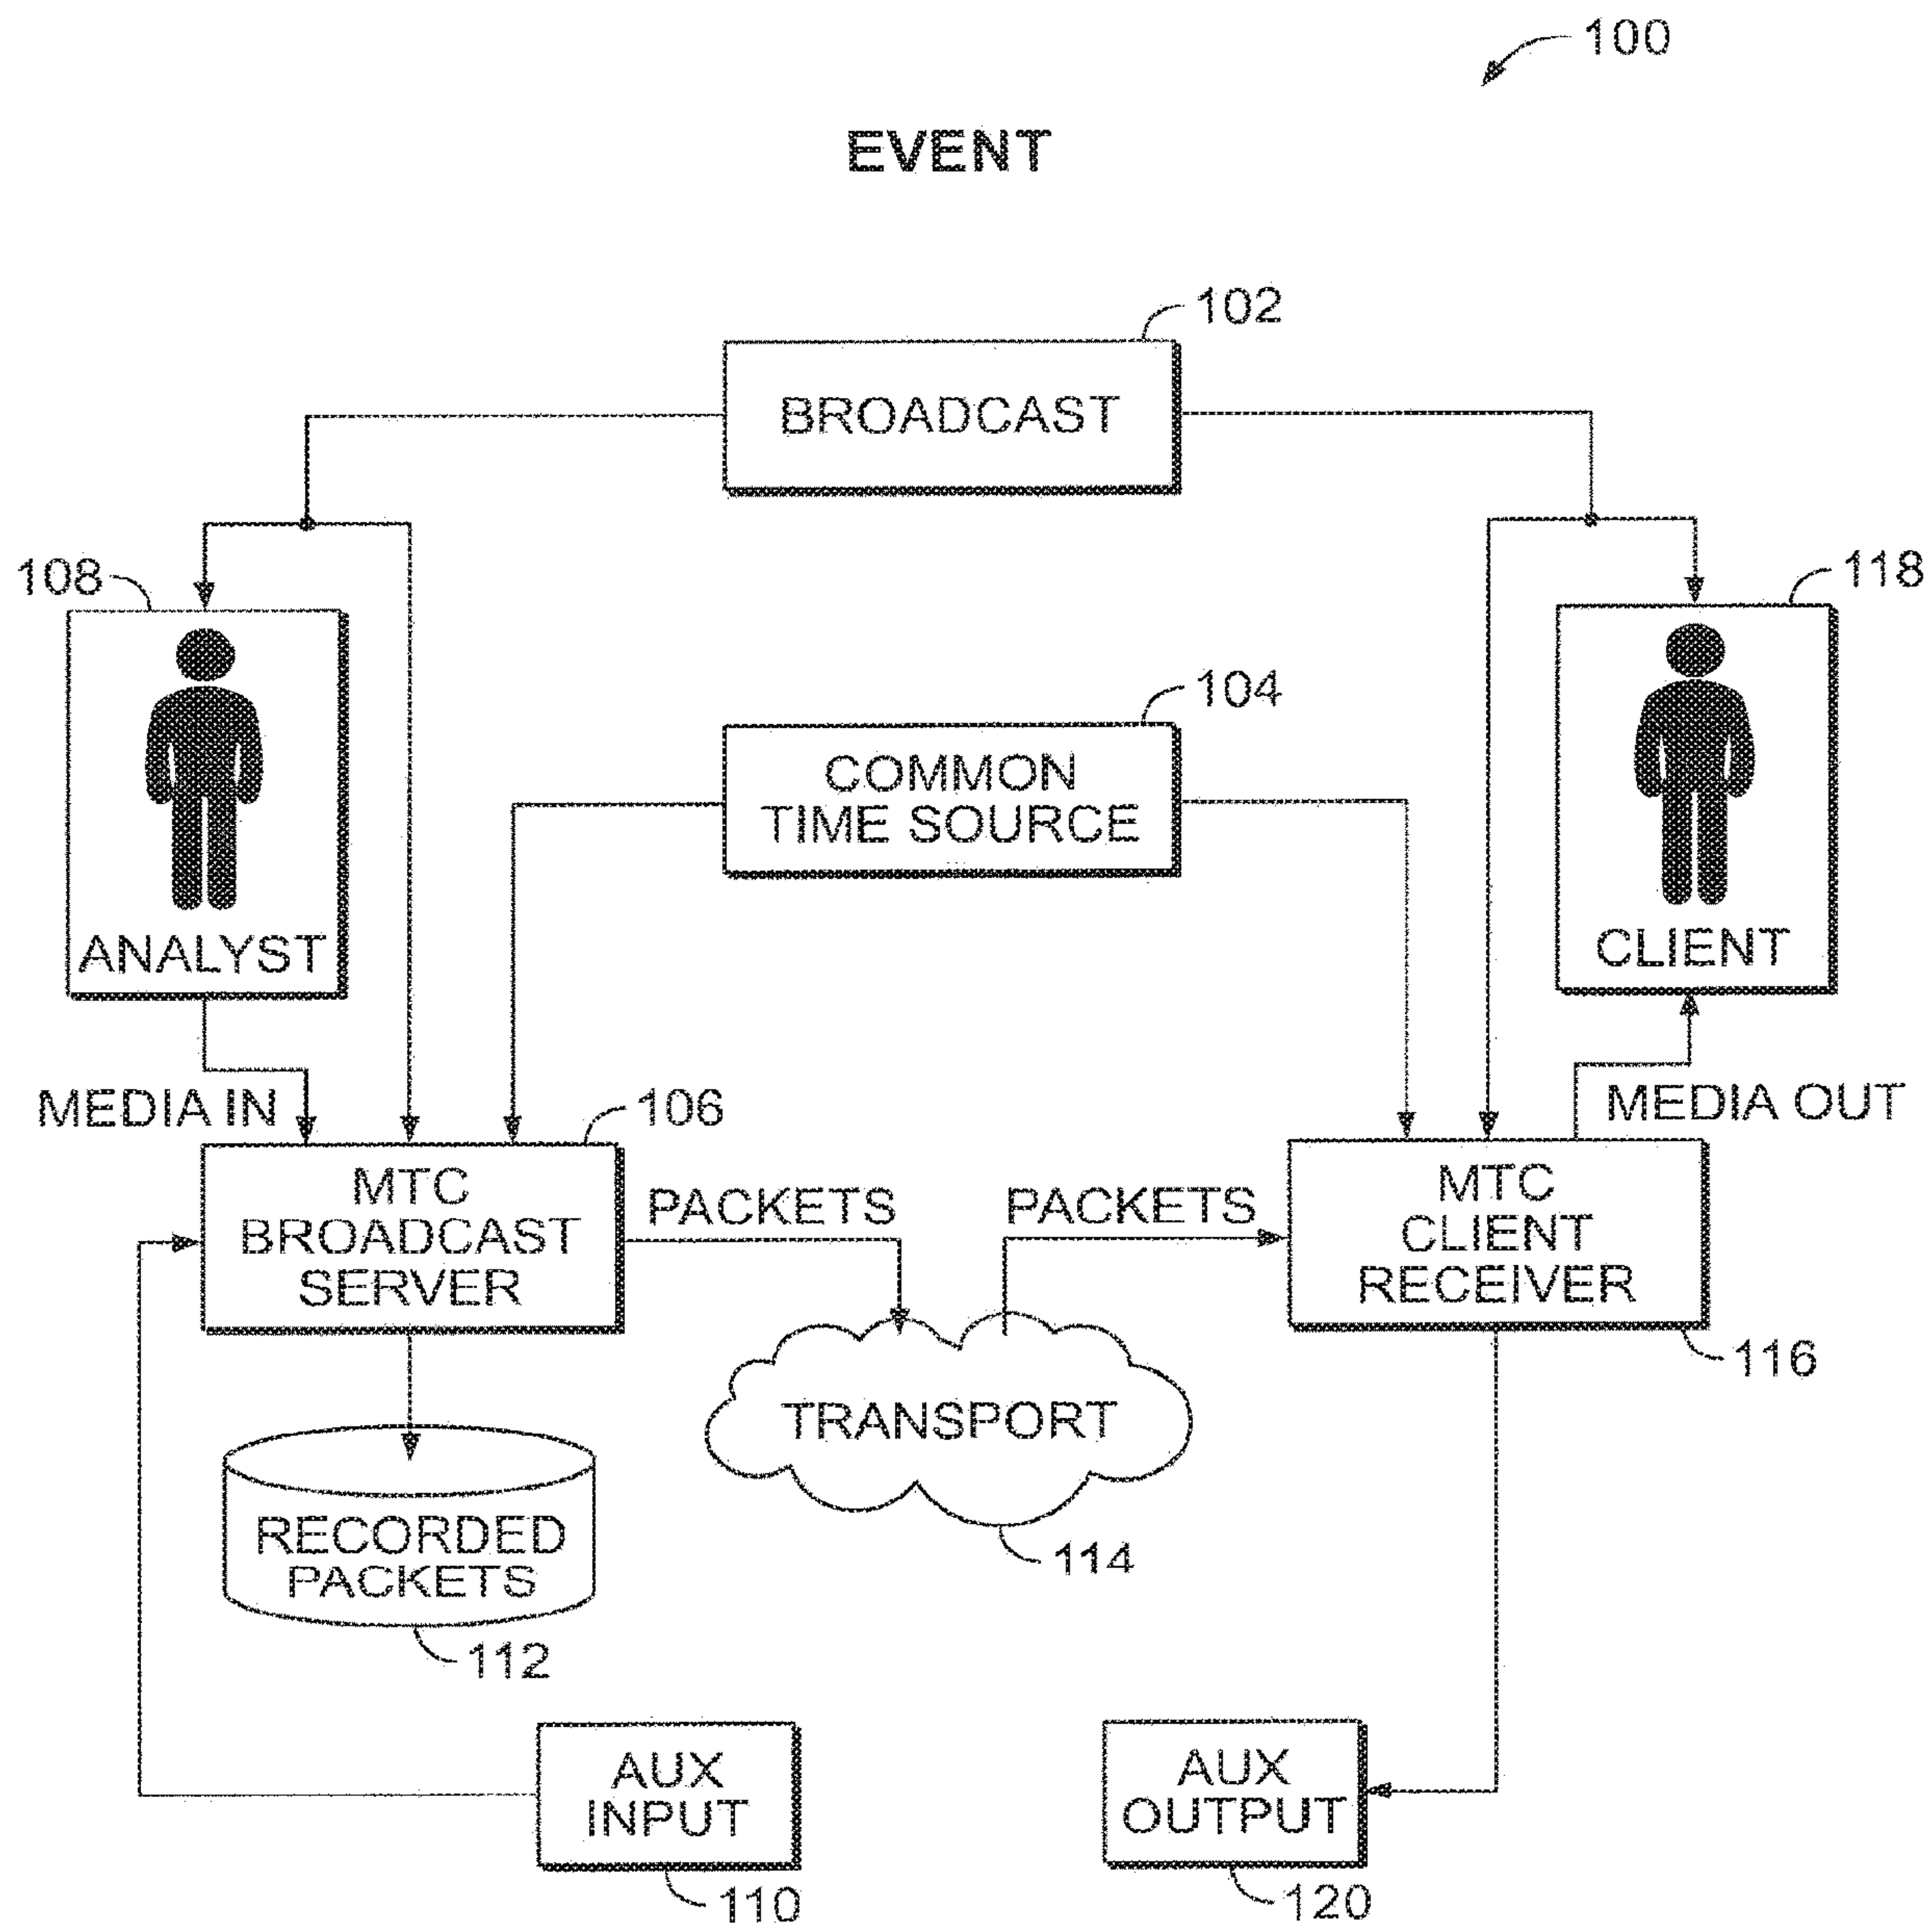 100
EVENT
102
BROADCAST
108
118
104
COMMON
TIME SOURCE
ANALYST
CLIENT
MEDIA IN
106
MEDIA OUT
MTC
BROADCAST
SERVER
PACKETS
PACKETS
MTC
CLIENT
RECEIVER
116
TRANSPORT
RECORDED
PACKETS
114
112
AUX
INPUT
AUX
OUTPUT
110
120